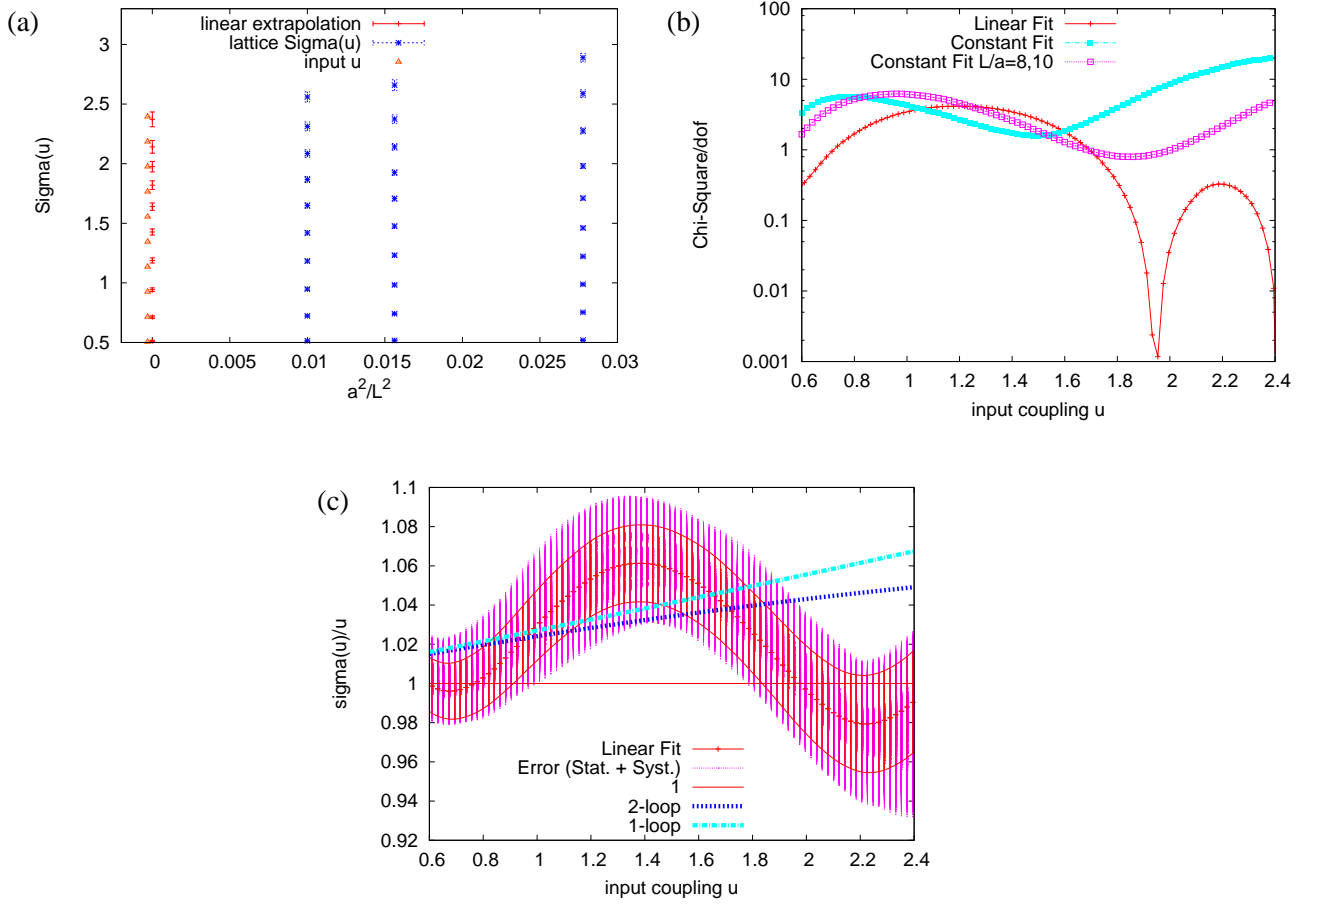 (a)
linear extrapolation
lattice Sigma(u)
input u
Sigma(u)
3
2.5
2
1.5
1
0.5
0 0.005 0.01 0.015 0.02 0.025 0.03
a^2/L^2
(b)
Linear Fit
Constant Fit
Constant Fit L/a=8,10
Chi-Square/dof
100
10
1
0.1
0.01
0.001
0.6 0.8 1 1.2 1.4 1.6 1.8 2 2.2 2.4
input coupling u
(c)
sigma(u)/u
1.1
1.08
1.06
1.04
1.02
1
0.98
0.96
0.94
0.92
Linear Fit
Error (Stat. + Syst.)
1
2-loop
1-loop
0.6 0.8 1 1.2 1.4 1.6 1.8 2 2.2 2.4
input coupling u